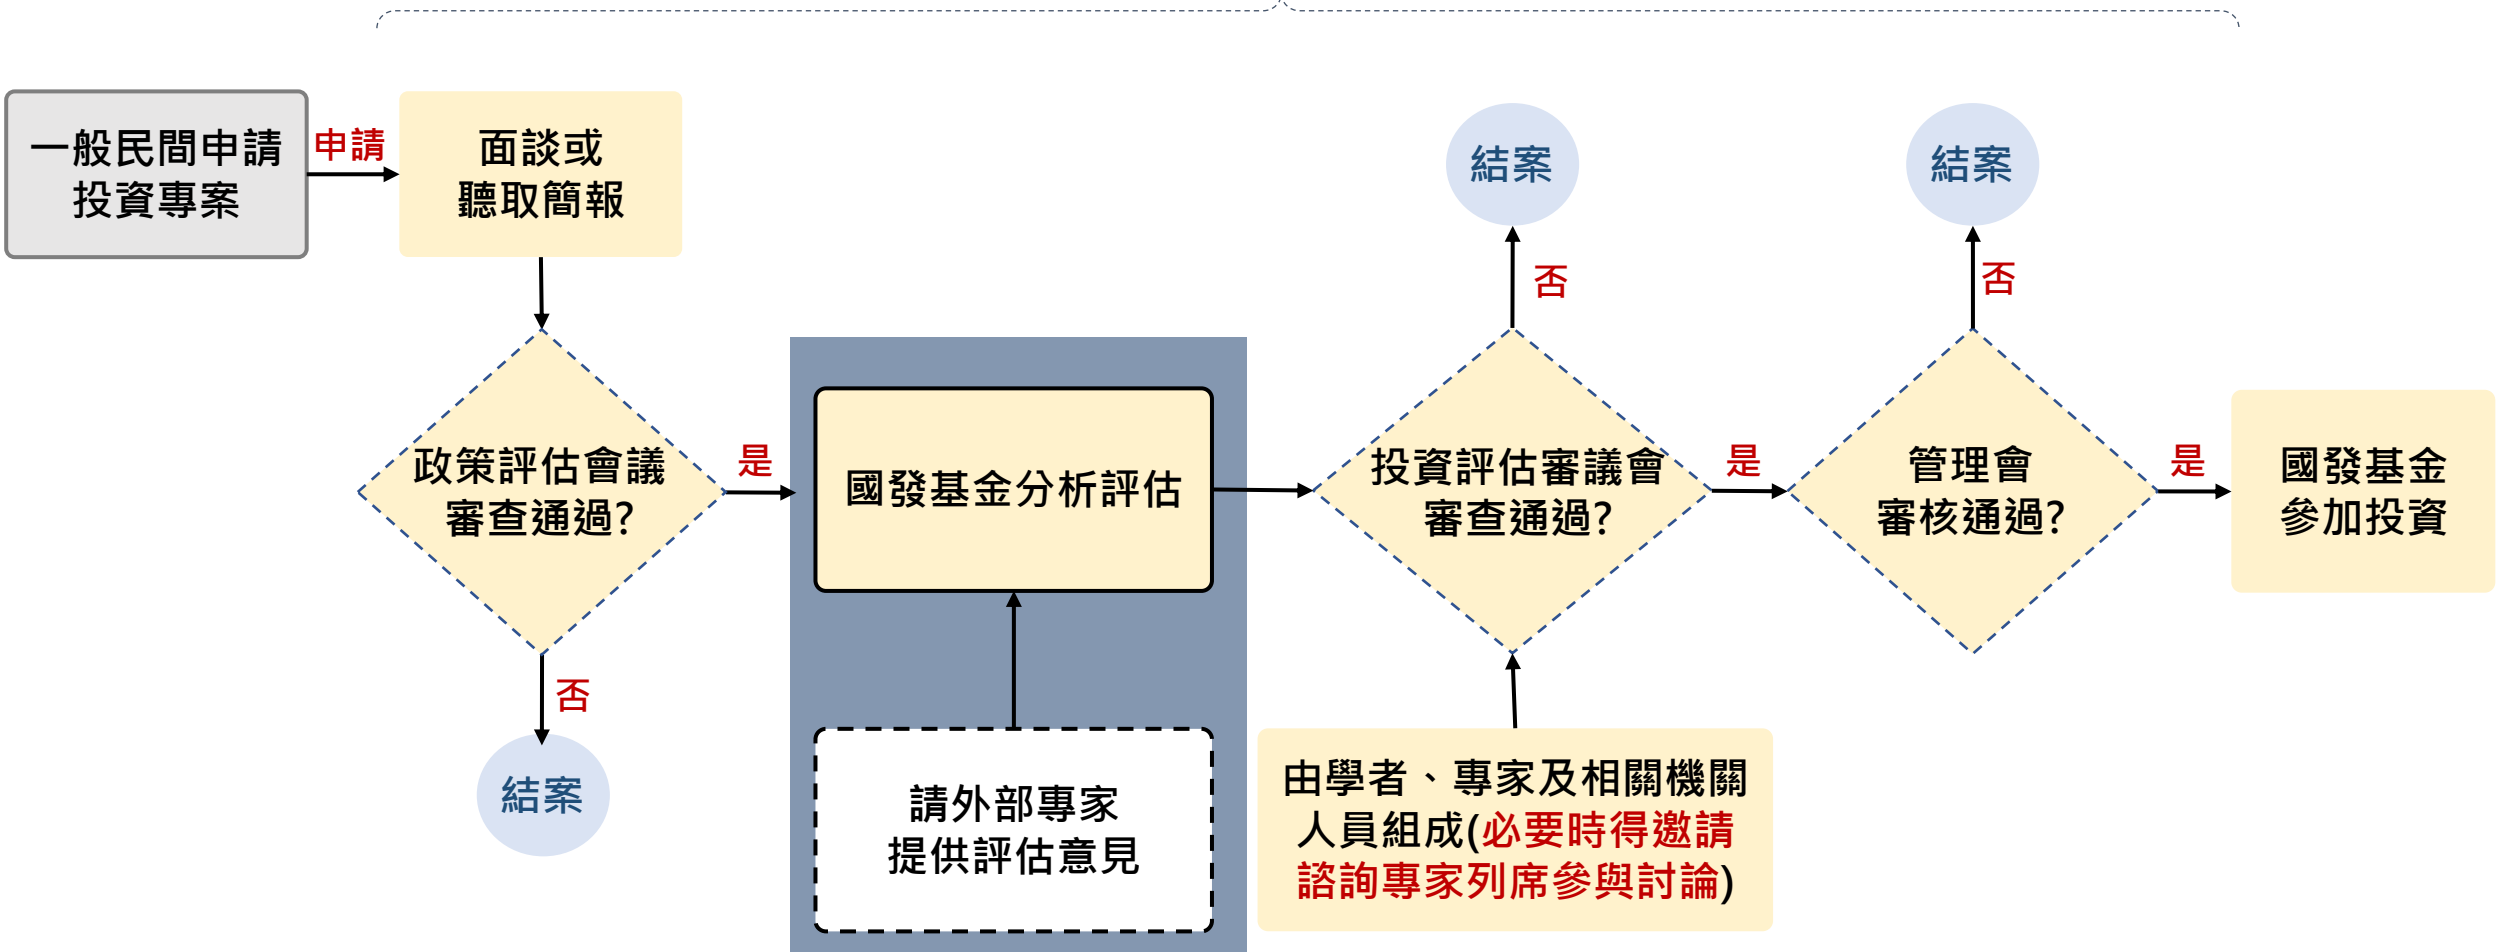 一般民間申請
投資專案
申請
面談或
聽取簡報
政策評估會議
審查通過?
是
否
結案
國發基金分析評估
請外部專家
提供評估意見
投資評估審議會
審查通過?
否
結案
由學者、專家及相關機關
人員組成(必要時得邀請
諮詢專家列席參與討論)
是
管理會
審核通過?
否
結案
是
國發基金
參加投資